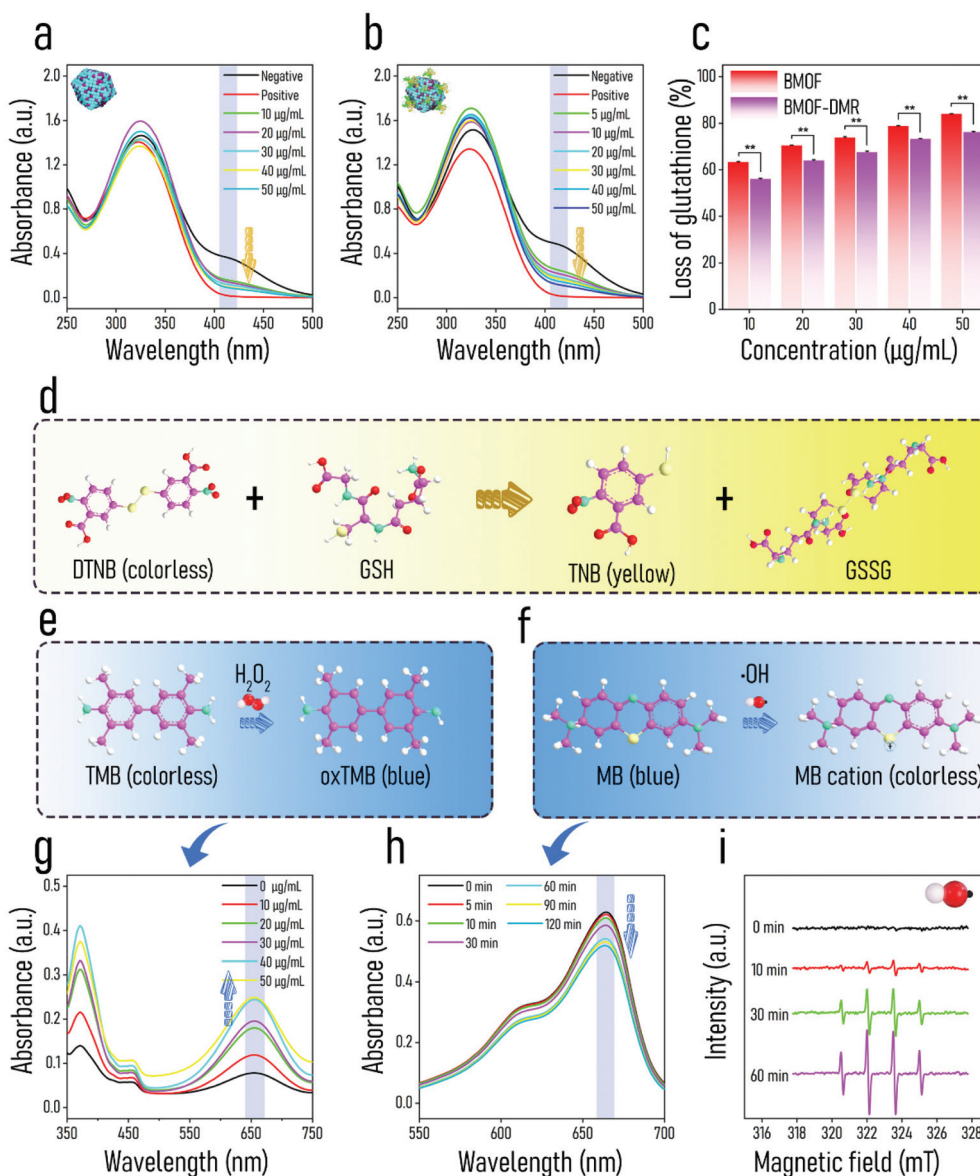 a
Absorbance (a.u.)
2.0
1.6
1.2
0.8
0.4
0.0
250 300 350 400 450 500
Wavelength (nm)
Negative
Positive
10 μg/mL
20 μg/mL
30 μg/mL
40 μg/mL
50 μg/mL
b
Absorbance (a.u.)
2.0
1.6
1.2
0.8
0.4
0.0
250 300 350 400 450 500
Wavelength (nm)
Negative
Positive
5 μg/mL
10 μg/mL
20 μg/mL
30 μg/mL
40 μg/mL
50 μg/mL
c
Loss of glutathione (%)
100
80
60
40
20
0
BMOF
BMOF-DMR
** ** ** ** **
10 20 30 40 50
Concentration (μg/mL)
d
+ +
DTNB (colorless) GSH TNB (yellow) GSSG
e
H2O2
TMB (colorless) oxTMB (blue)
f
·OH
+
MB (blue) MB cation (colorless)
g
Absorbance (a.u.)
0.5
0.4
0.3
0.2
0.1
0.0
350 450 550 650 750
Wavelength (nm)
0 μg/mL
10 μg/mL
20 μg/mL
30 μg/mL
40 μg/mL
50 μg/mL
h
Absorbance (a.u.)
0.6
0.4
0.2
0.0
550 600 650 700
Wavelength (nm)
0 min 60 min
5 min 90 min
10 min 120 min
30 min
i
Intensity (a.u.)
0 min
10 min
30 min
60 min
316 318 320 322 324 326 328
Magnetic field (mT)